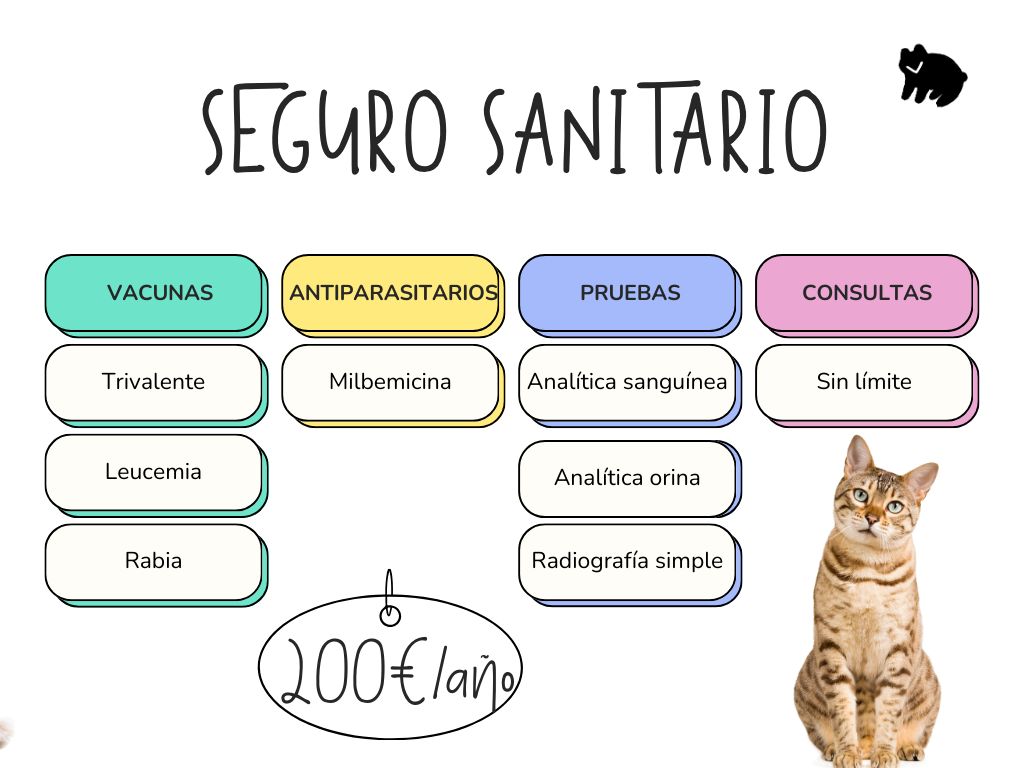 SEGURO SANITARIO
VACUNAS
Trivalente
Leucemia
Rabia
ANTIPARASITARIOS
Milbemicina
PRUEBAS
Analítica sanguínea
Analítica orina
Radiografía simple
CONSULTAS
Sin límite
200€/año